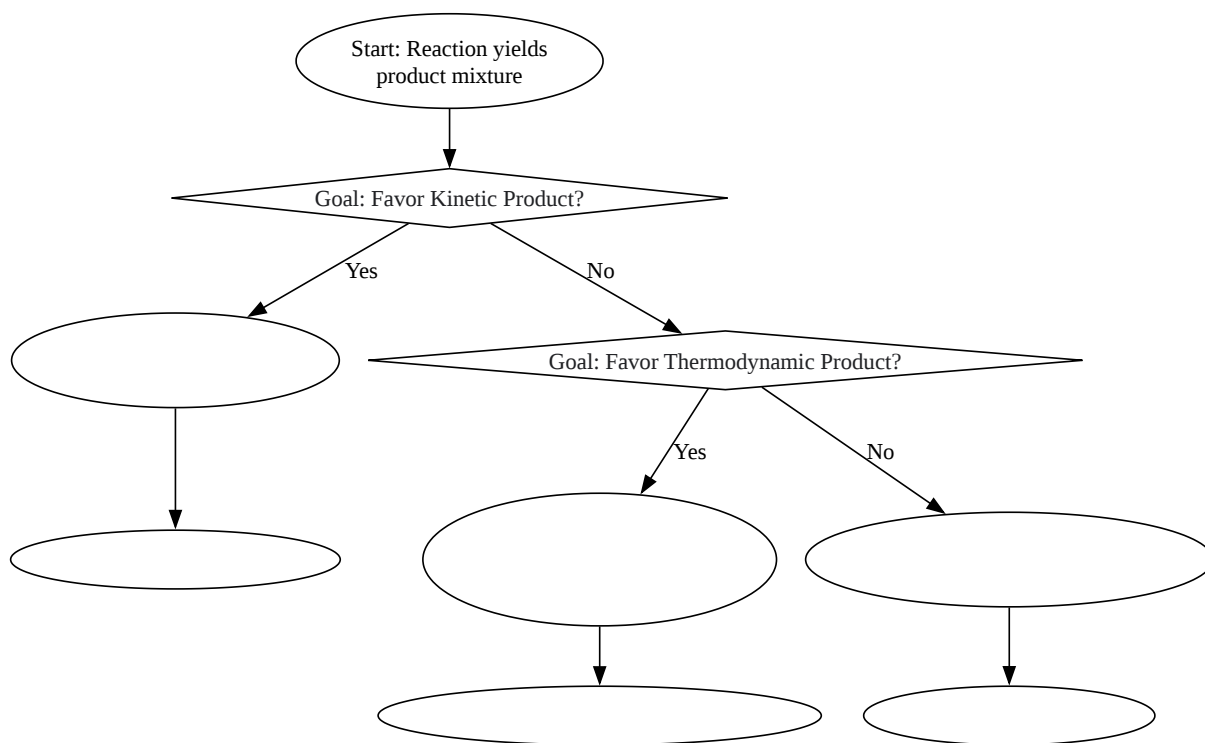 Start: Reaction yields
product mixture
Goal: Favor Kinetic Product?
Yes
No
Goal: Favor Thermodynamic Product?
Yes
No